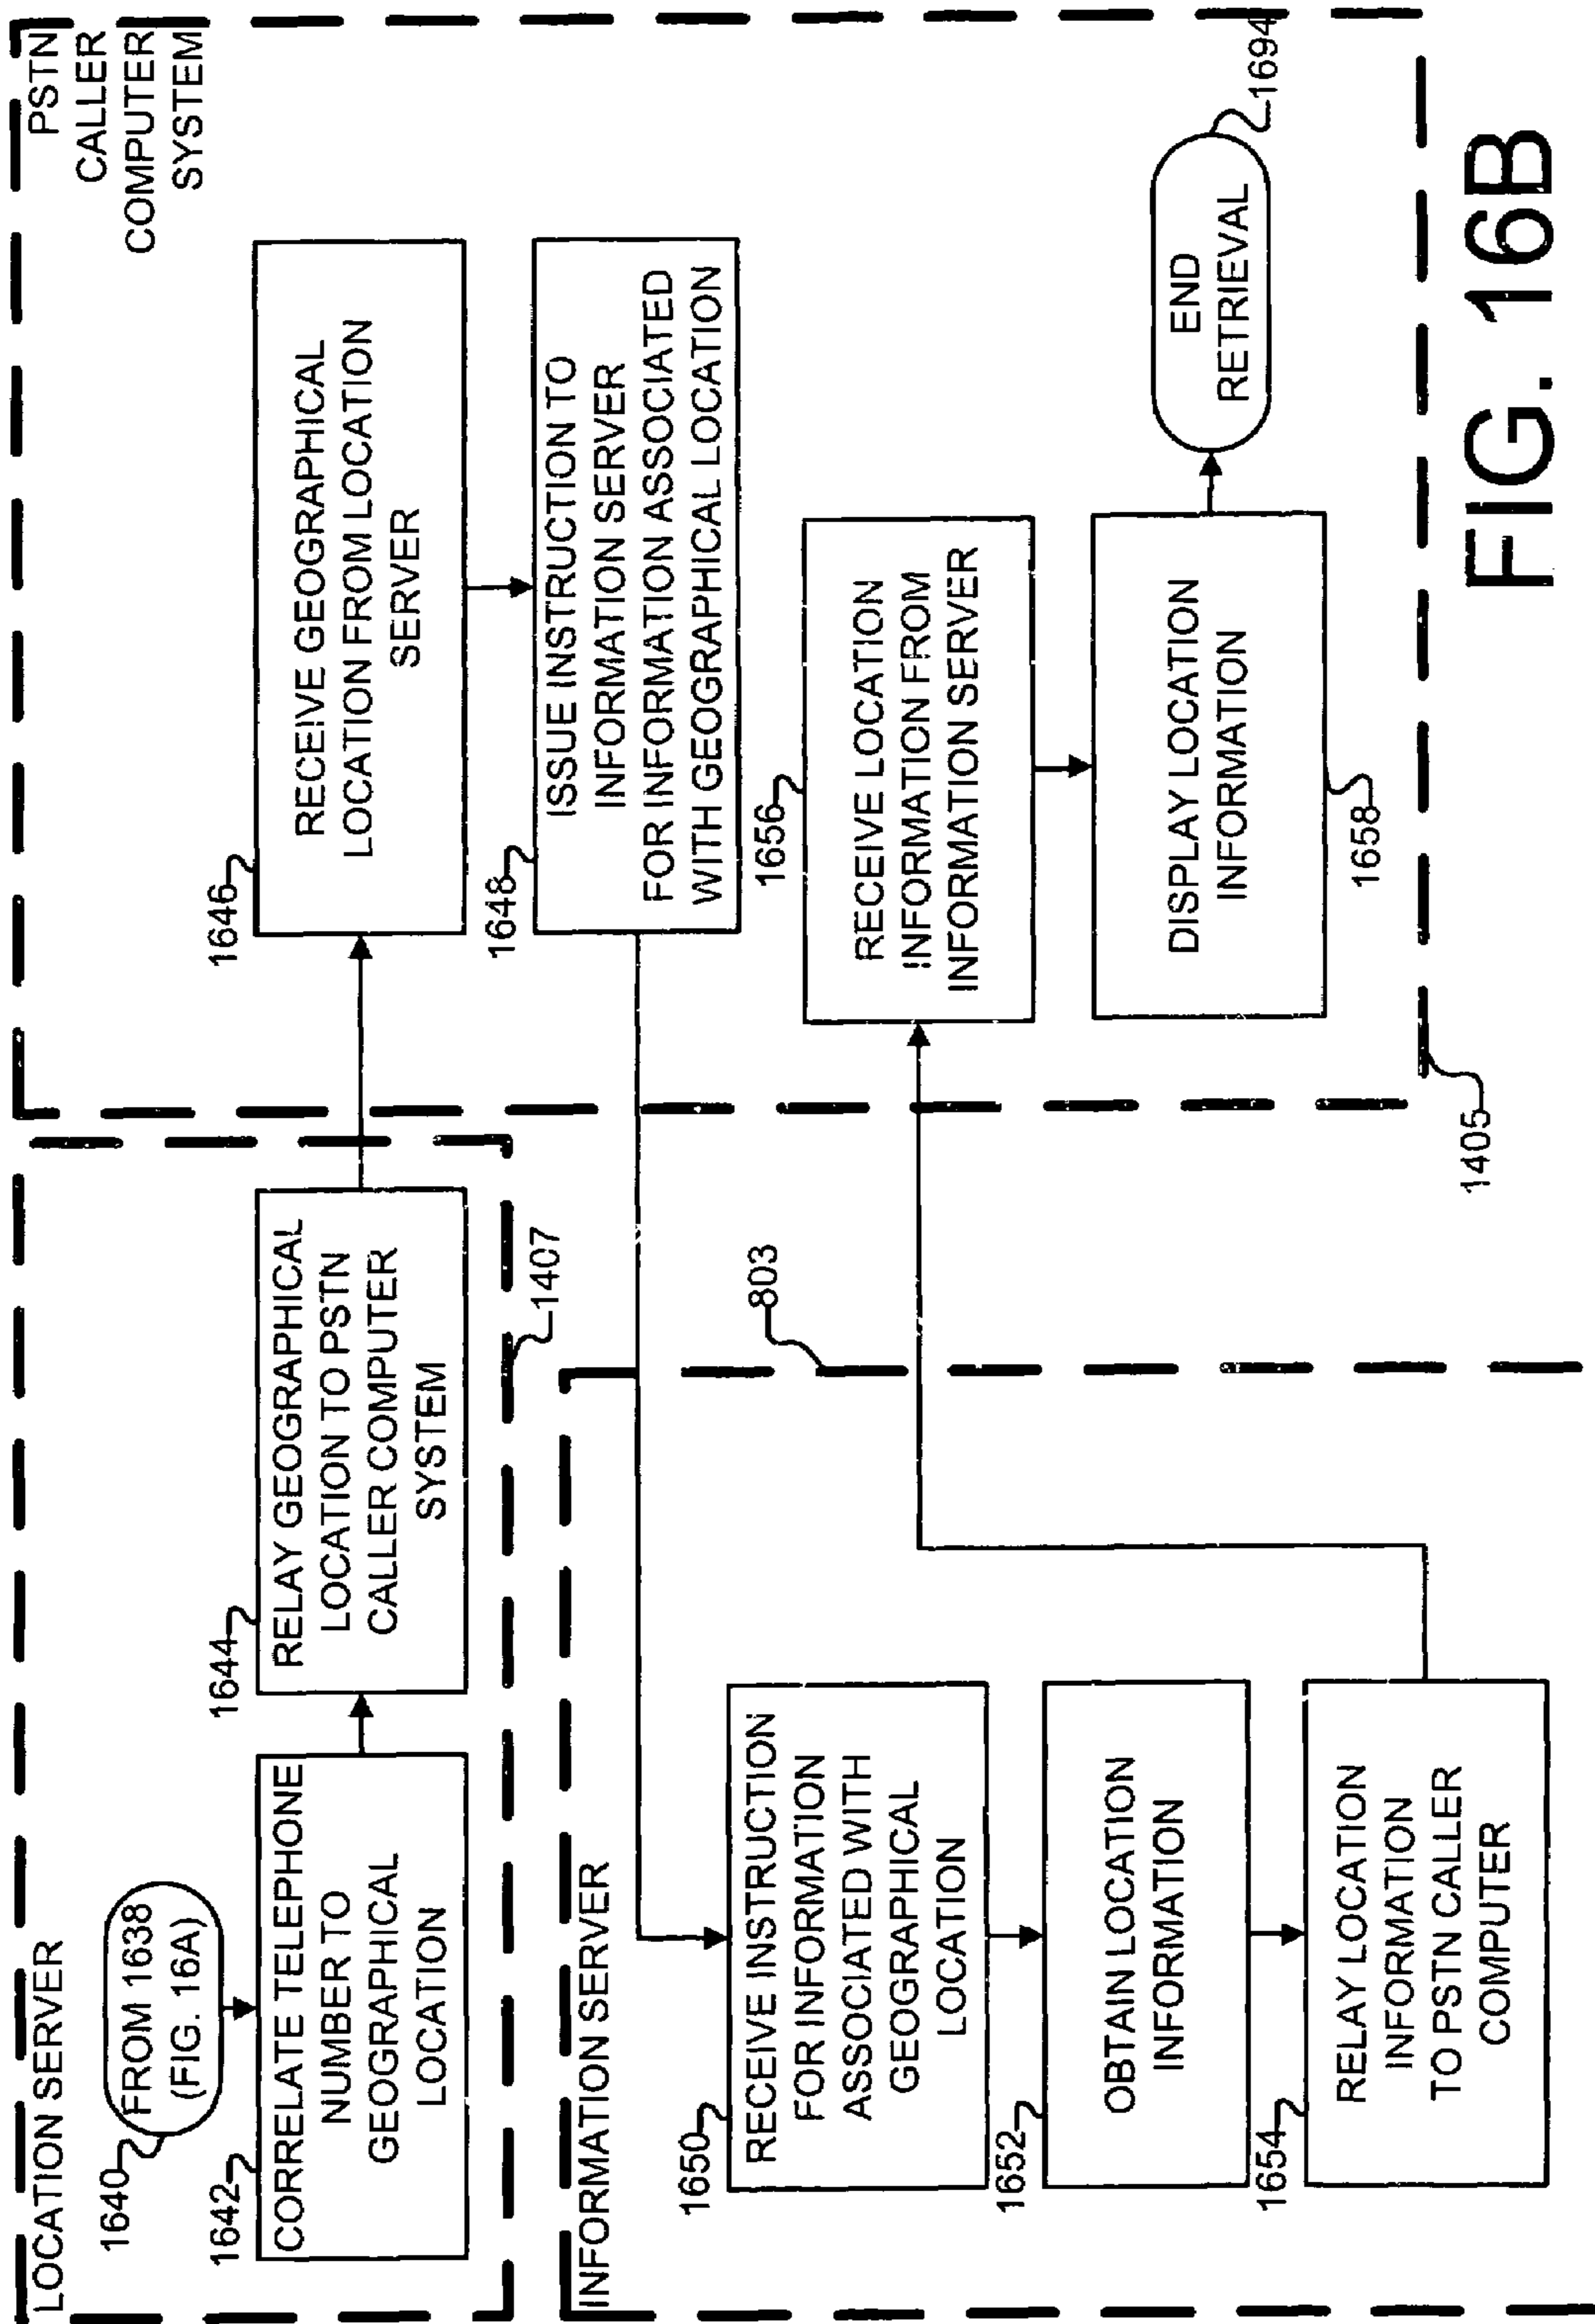 LOCATION SERVER
1640
FROM 1638
(FIG. 16A)
1642
CORRELATE TELEPHONE
NUMBER TO
GEOGRAPHICAL
LOCATION
1644
RELAY GEOGRAPHICAL
LOCATION TO PSTN
CALLER COMPUTER
SYSTEM
1407
PSTN
CALLER
COMPUTER
SYSTEM
1646
RECEIVE GEOGRAPHICAL
LOCATION FROM LOCATION
SERVER
1648
ISSUE INSTRUCTION TO
INFORMATION SERVER
FOR INFORMATION ASSOCIATED
WITH GEOGRAPHICAL LOCATION
INFORMATION SERVER
803
1650
RECEIVE INSTRUCTION
FOR INFORMATION
ASSOCIATED WITH
GEOGRAPHICAL
LOCATION
1652
OBTAIN LOCATION
INFORMATION
1654
RELAY LOCATION
INFORMATION
TO PSTN CALLER
COMPUTER
1656
RECEIVE LOCATION
INFORMATION FROM
INFORMATION SERVER
DISPLAY LOCATION
INFORMATION
1658
END
RETRIEVAL
1694
1405
FIG. 16B